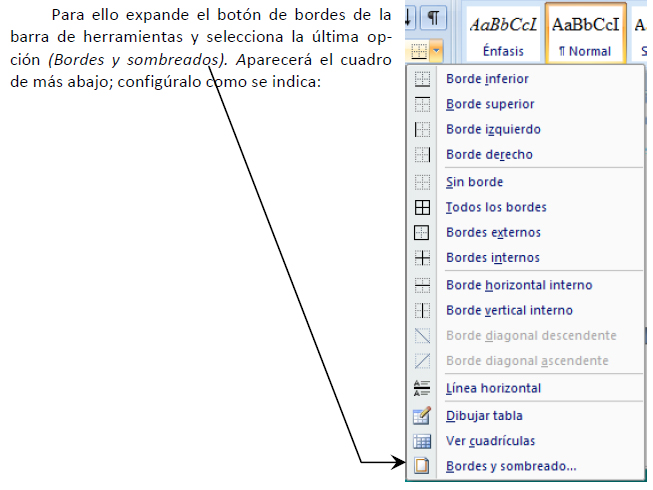 Para ello expande el botón de bordes de la
barra de herramientas y selecciona la última op-
ción (Bordes y sombreados). Aparecerá el cuadro
de más abajo; configúralo como se indica:
¶
AaBbCcI AaBbCcI A
Énfasis ¶ Normal S
Borde inferior
Borde superior
Borde izquierdo
Borde derecho
Sin borde
Todos los bordes
Bordes externos
Bordes internos
Borde horizontal interno
Borde vertical interno
Borde diagonal descendente
Borde diagonal ascendente
Línea horizontal
Dibujar tabla
Ver cuadrículas
Bordes y sombreado...